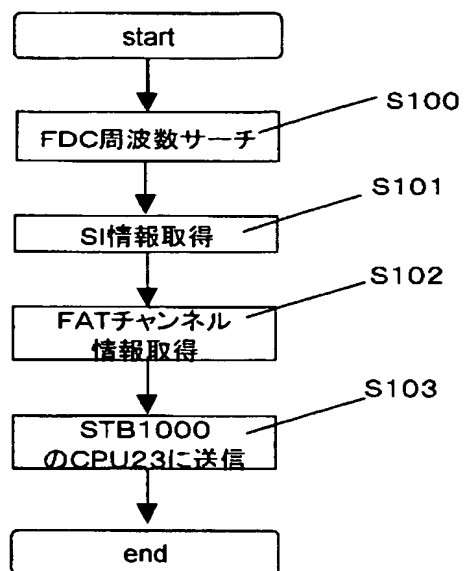 start
S100
FDC周波数サーチ
S101
SI情報取得
S102
FATチャンネル
情報取得
S103
STB1000
のCPU23に送信
end